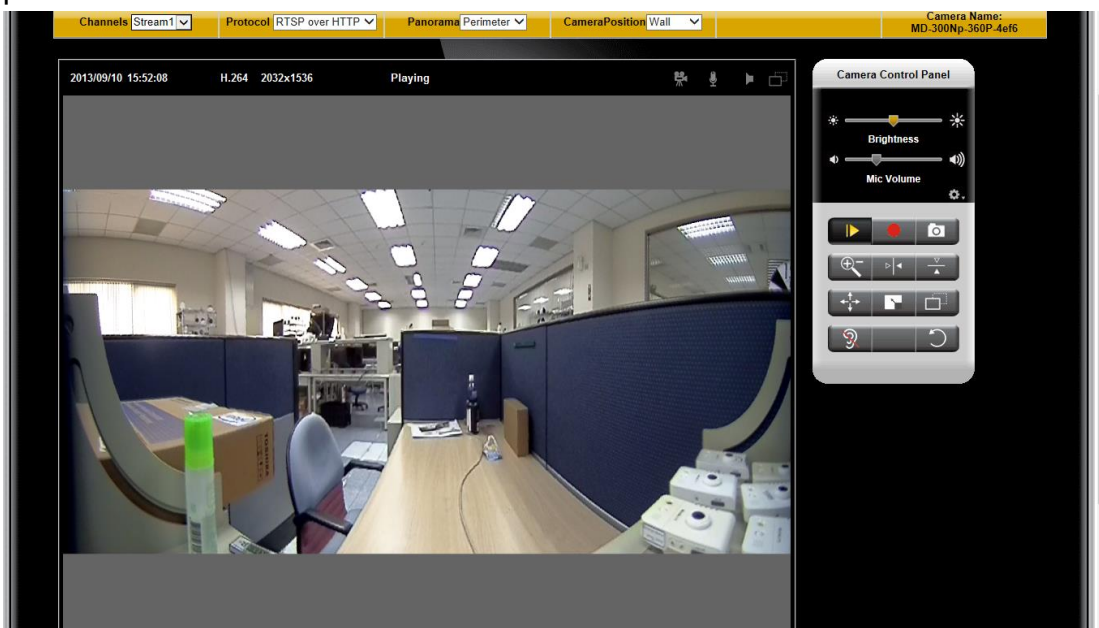 Channels Stream1 Protocol RTSP over HTTP Panorama Perimeter CameraPosition Wall
Camera Name:
MD-300Np-360P-4ef6
2013/09/10 15:52:08 H.264 2032x1536 Playing
Camera Control Panel
Brightness
Mic Volume
TOSHIBA